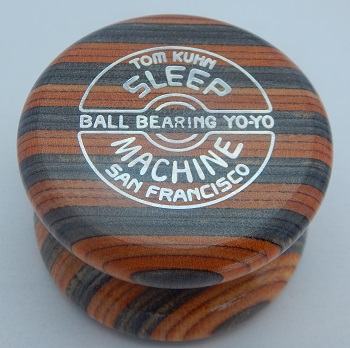 TOM KUHN
SLEEP
BALL BEARING YO-YO
MACHINE
SAN FRANCISCO